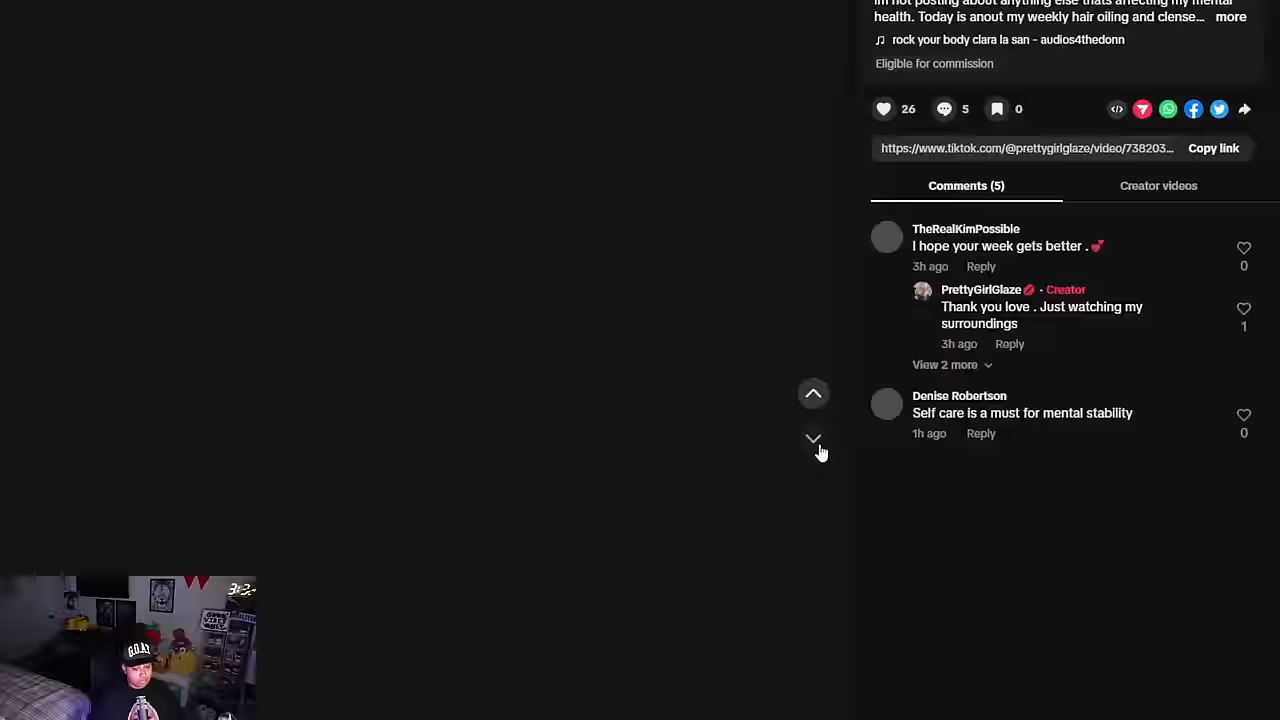 im not posting about anything else thats affecting my mental
health. Today is anout my weekly hair oiling and clense... more
rock your body clara la san - audios4thedonn
Eligible for commission
26 5 0
https://www.tiktok.com/@prettygirlglaze/video/738203... Copy link
Comments (5) Creator videos
TheRealKimPossible
I hope your week gets better . 💕
3h ago Reply 0
PrettyGirlGlaze💋 · Creator
Thank you love . Just watching my
surroundings
1
3h ago Reply
View 2 more
Denise Robertson
Self care is a must for mental stability
1h ago Reply 0
G.O.A.T